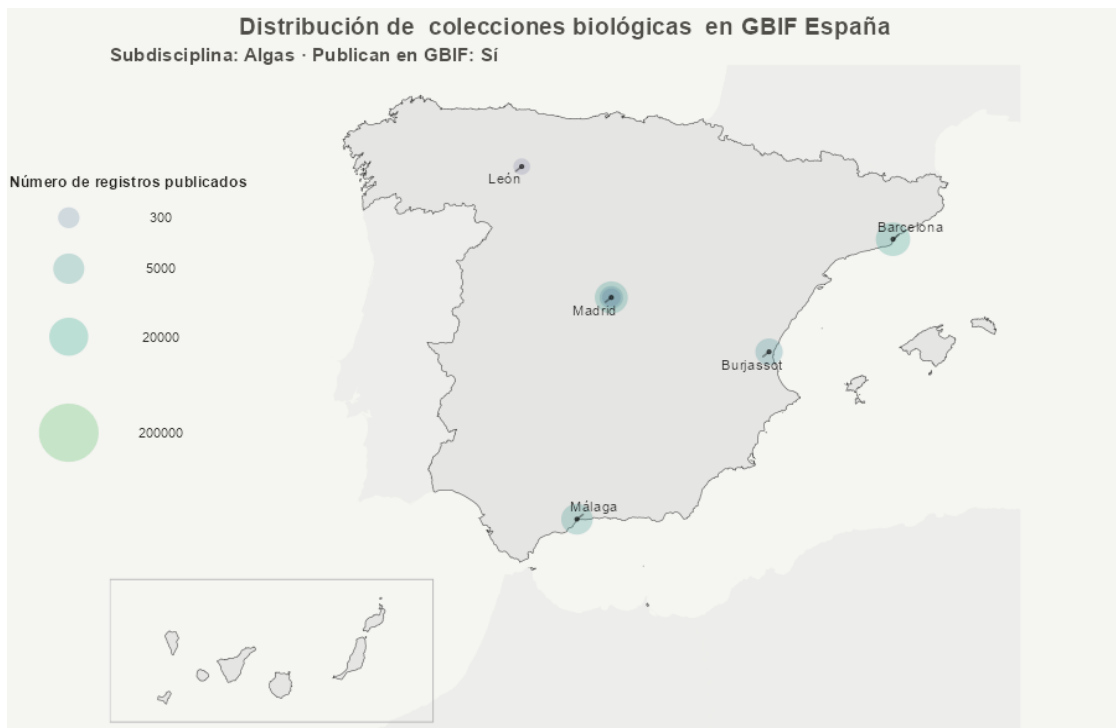 Distribución de colecciones biológicas en GBIF España
Subdisciplina: Algas · Publican en GBIF: Sí
Número de registros publicados
300
5000
20000
200000
León
Barcelona
Madrid
Burjassot
Málaga